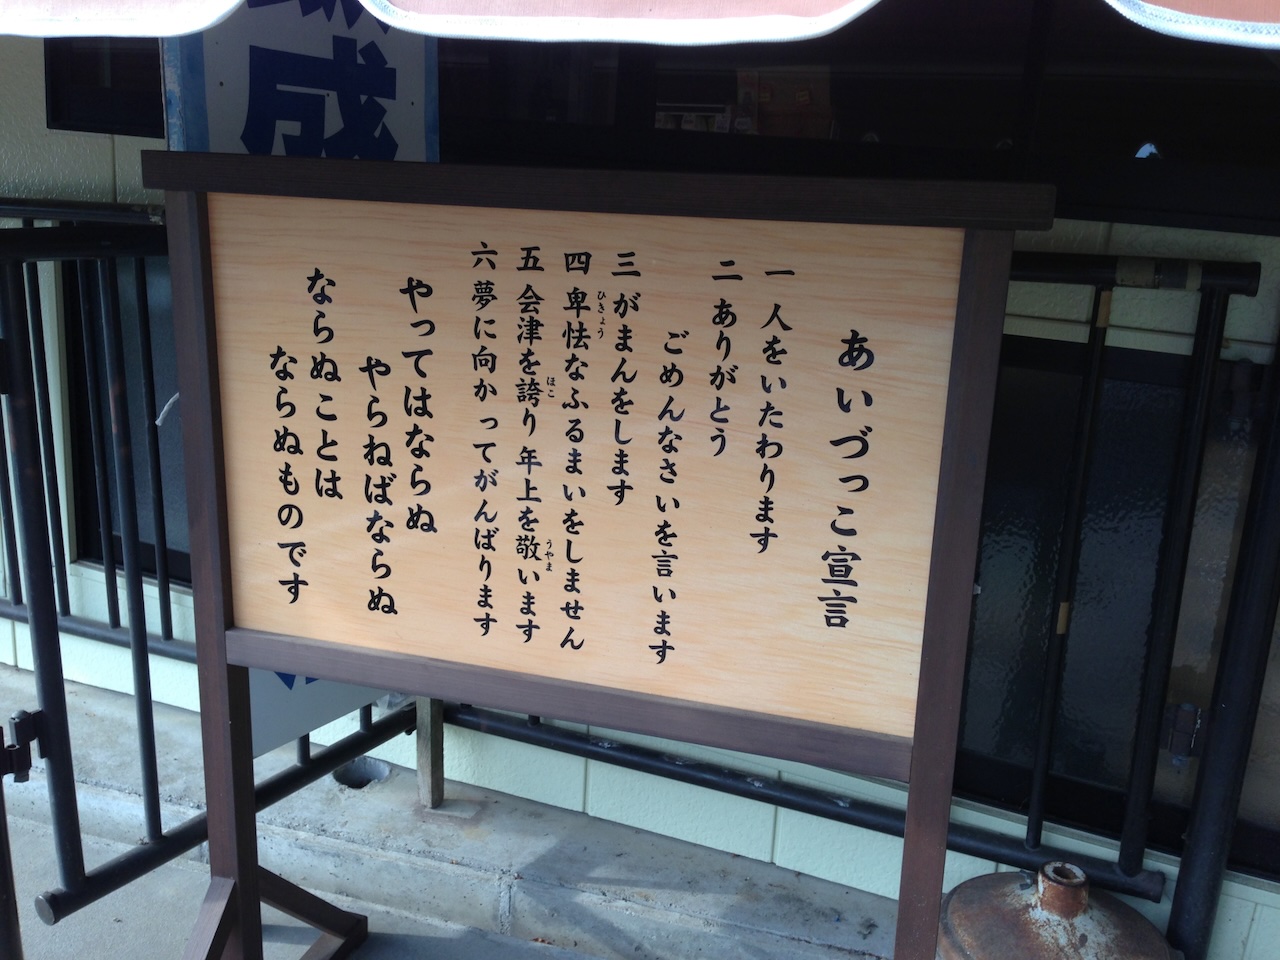 あいづっこ宣言
一 人をいたわります
二 ありがとう
ごめんなさいを言います
三 がまんをします
四 卑怯なふるまいをしません
ひきょう
五 会津を誇り年上を敬います
ほこ
うやま
六 夢に向かってがんばります
やってはならぬ
やらねばならぬ
ならぬことは
ならぬものです
成